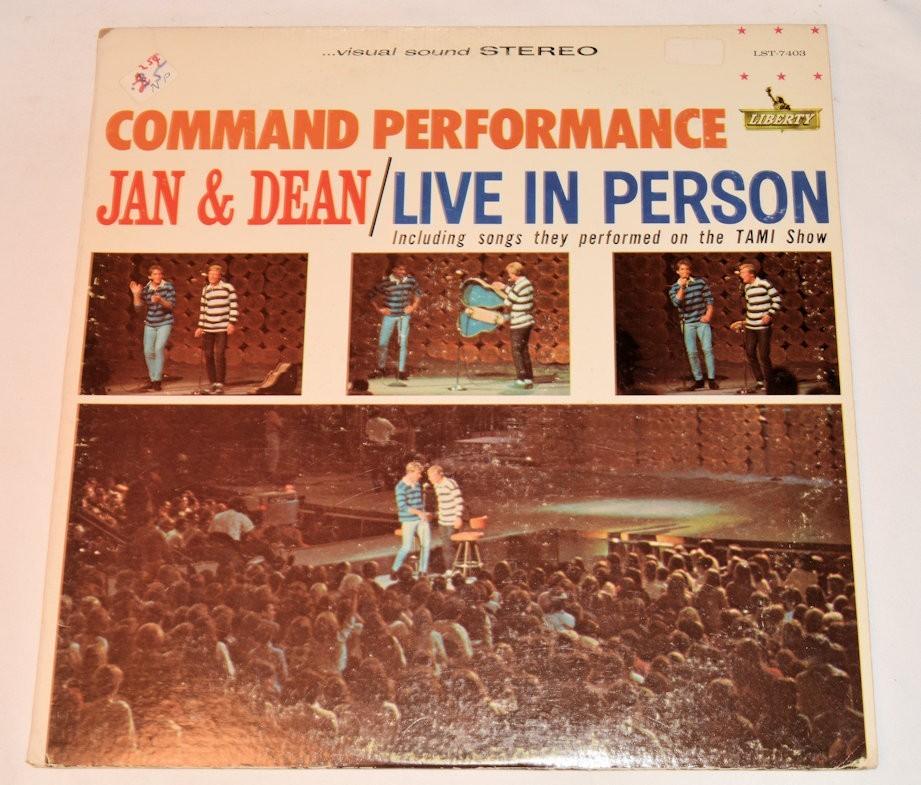 ...visual sound STEREO
LST-7403
LIBERTY
COMMAND PERFORMANCE
JAN & DEAN/LIVE IN PERSON
Including songs they performed on the TAMI Show